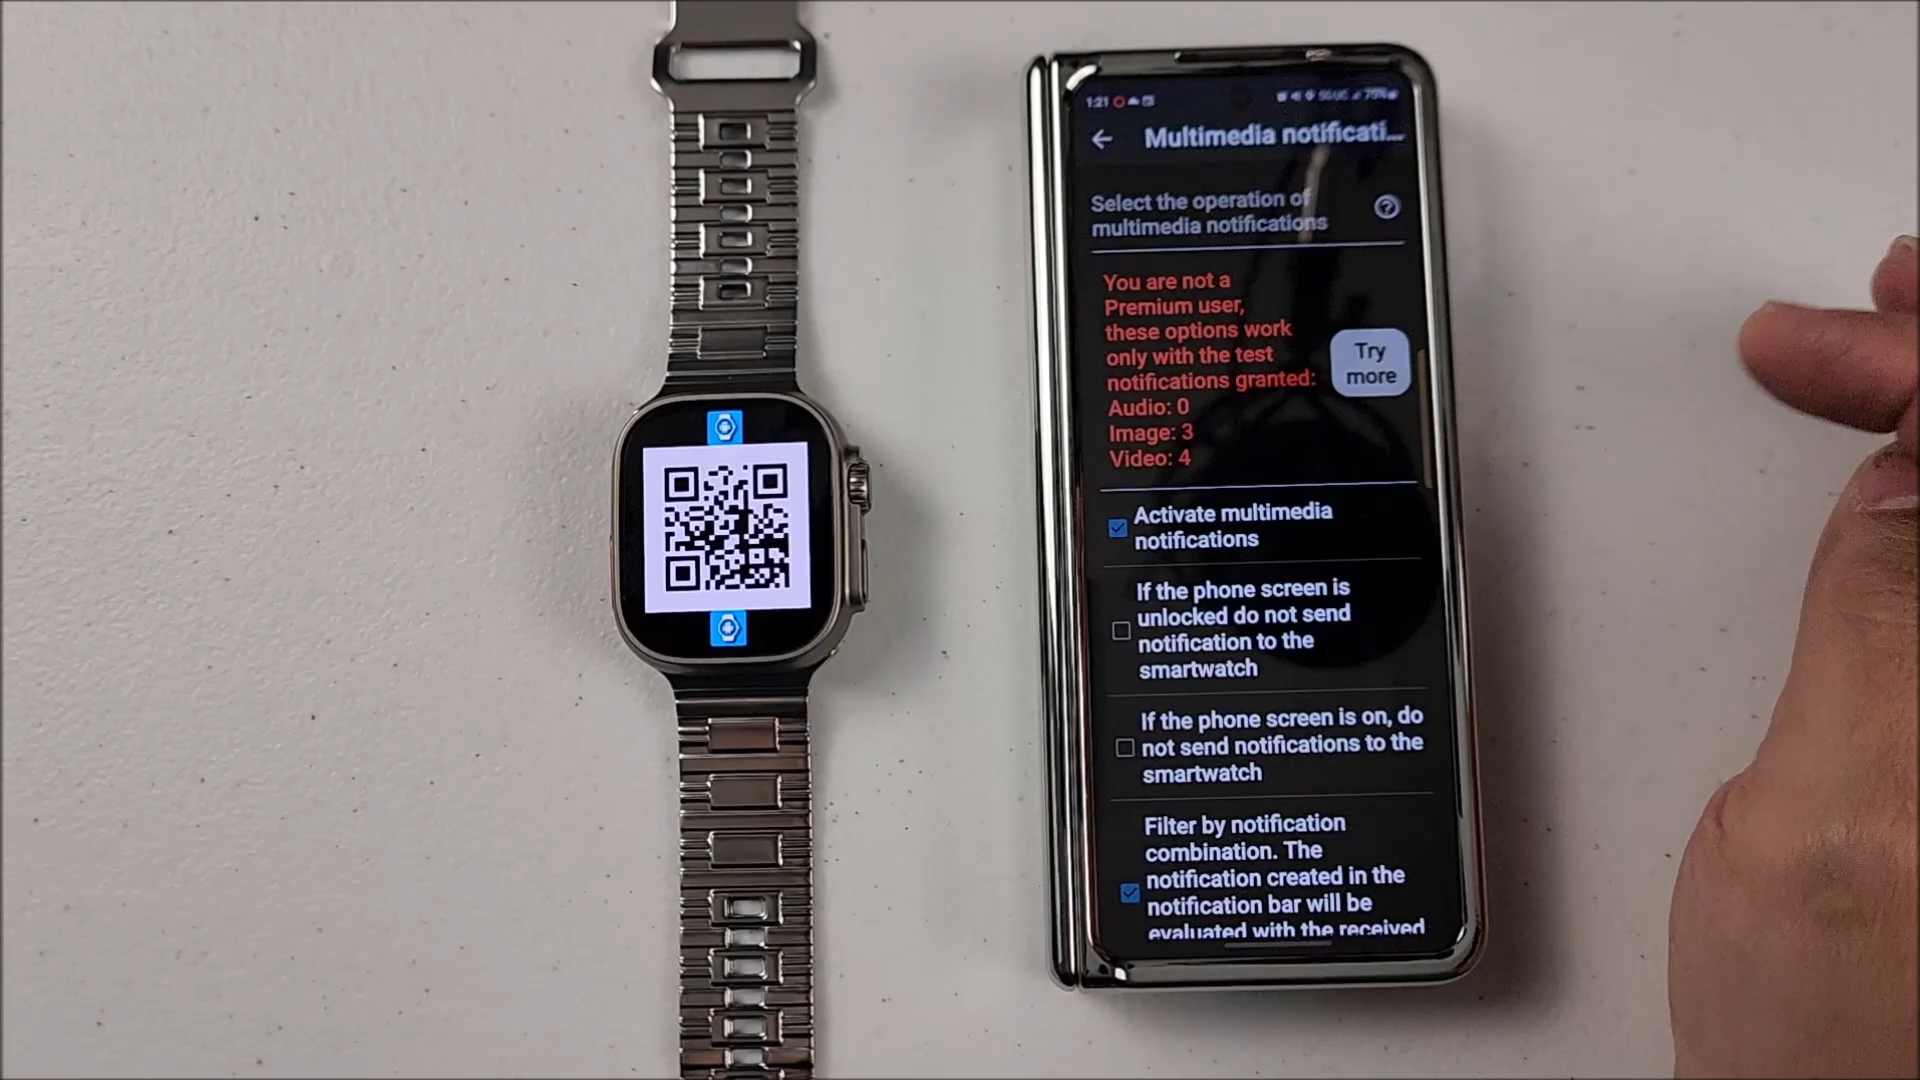 1:21
75%
Multimedia notificati...
Select the operation of
multimedia notifications
You are not a
Premium user,
these options work
only with the test
notifications granted:
Audio: 0
Image: 3
Video: 4
Try
more
Activate multimedia
notifications
If the phone screen is
unlocked do not send
notification to the
smartwatch
If the phone screen is on, do
not send notifications to the
smartwatch
Filter by notification
combination. The
notification created in the
notification bar will be
evaluated with the received